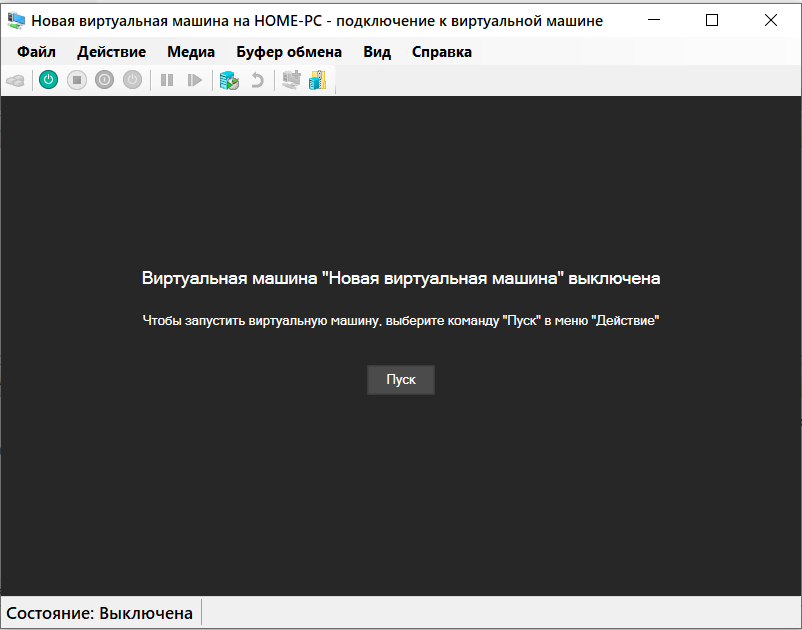 Новая виртуальная машина на HOME-PC - подключение к виртуальной машине
Файл Действие Медиа Буфер обмена Вид Справка
Виртуальная машина "Новая виртуальная машина" выключена
Чтобы запустить виртуальную машину, выберите команду "Пуск" в меню "Действие"
Пуск
Состояние: Выключена